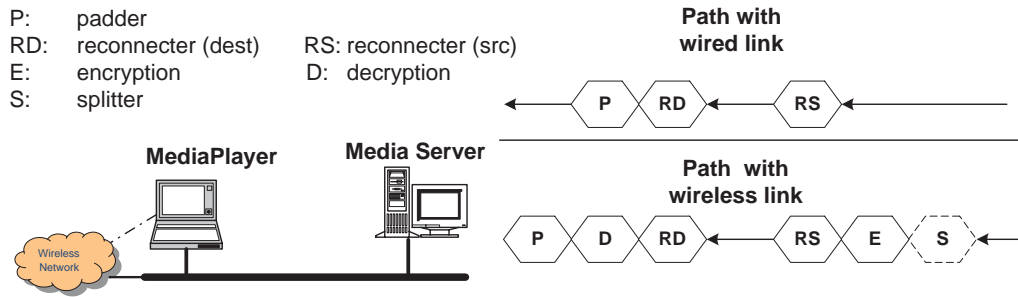 P: padder
RD: reconnecter (dest) RS: reconnecter (src)
E: encryption D: decryption
S: splitter
MediaPlayer
Media Server
Wireless
Network
Path with
wired link
P RD RS
Path with
wireless link
P D RD RS E S